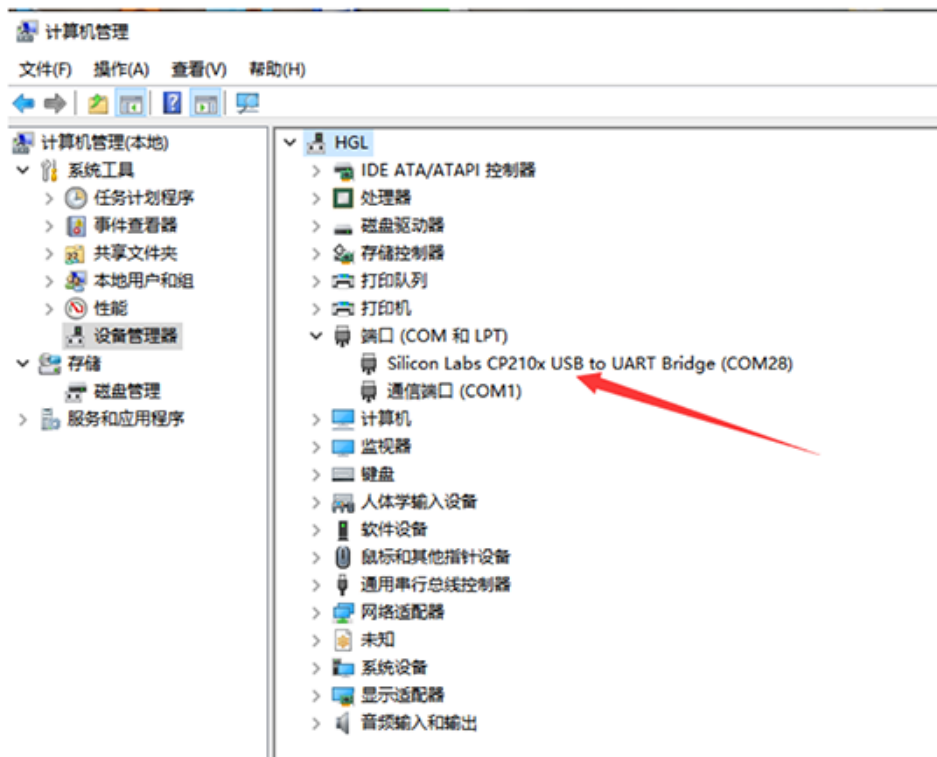 计算机管理
文件(F) 操作(A) 查看(V) 帮助(H)
计算机管理(本地)
系统工具
任务计划程序
事件查看器
共享文件夹
本地用户和组
性能
设备管理器
存储
磁盘管理
服务和应用程序
HGL
IDE ATA/ATAPI 控制器
处理器
磁盘驱动器
存储控制器
打印队列
打印机
端口 (COM 和 LPT)
Silicon Labs CP210x USB to UART Bridge (COM28)
通信端口 (COM1)
计算机
监视器
键盘
人体学输入设备
软件设备
鼠标和其他指针设备
通用串行总线控制器
网络适配器
未知
系统设备
显示适配器
音频输入和输出